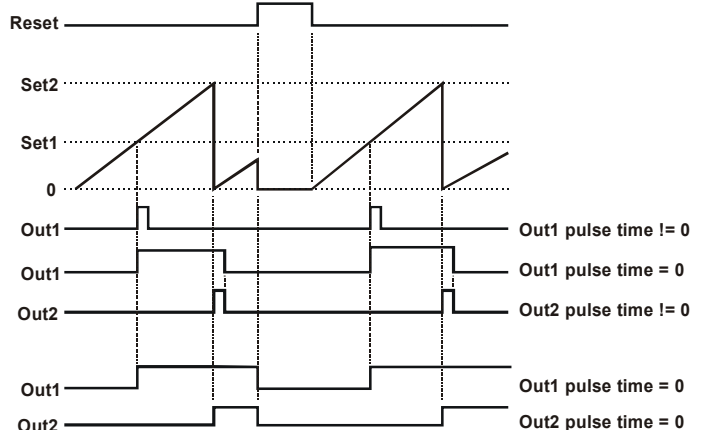 Reset
Set2
Set1
0
Out1 Out1 pulse time != 0
Out1 Out1 pulse time = 0
Out2 Out2 pulse time != 0
Out1 Out1 pulse time = 0
Out2 Out2 pulse time = 0